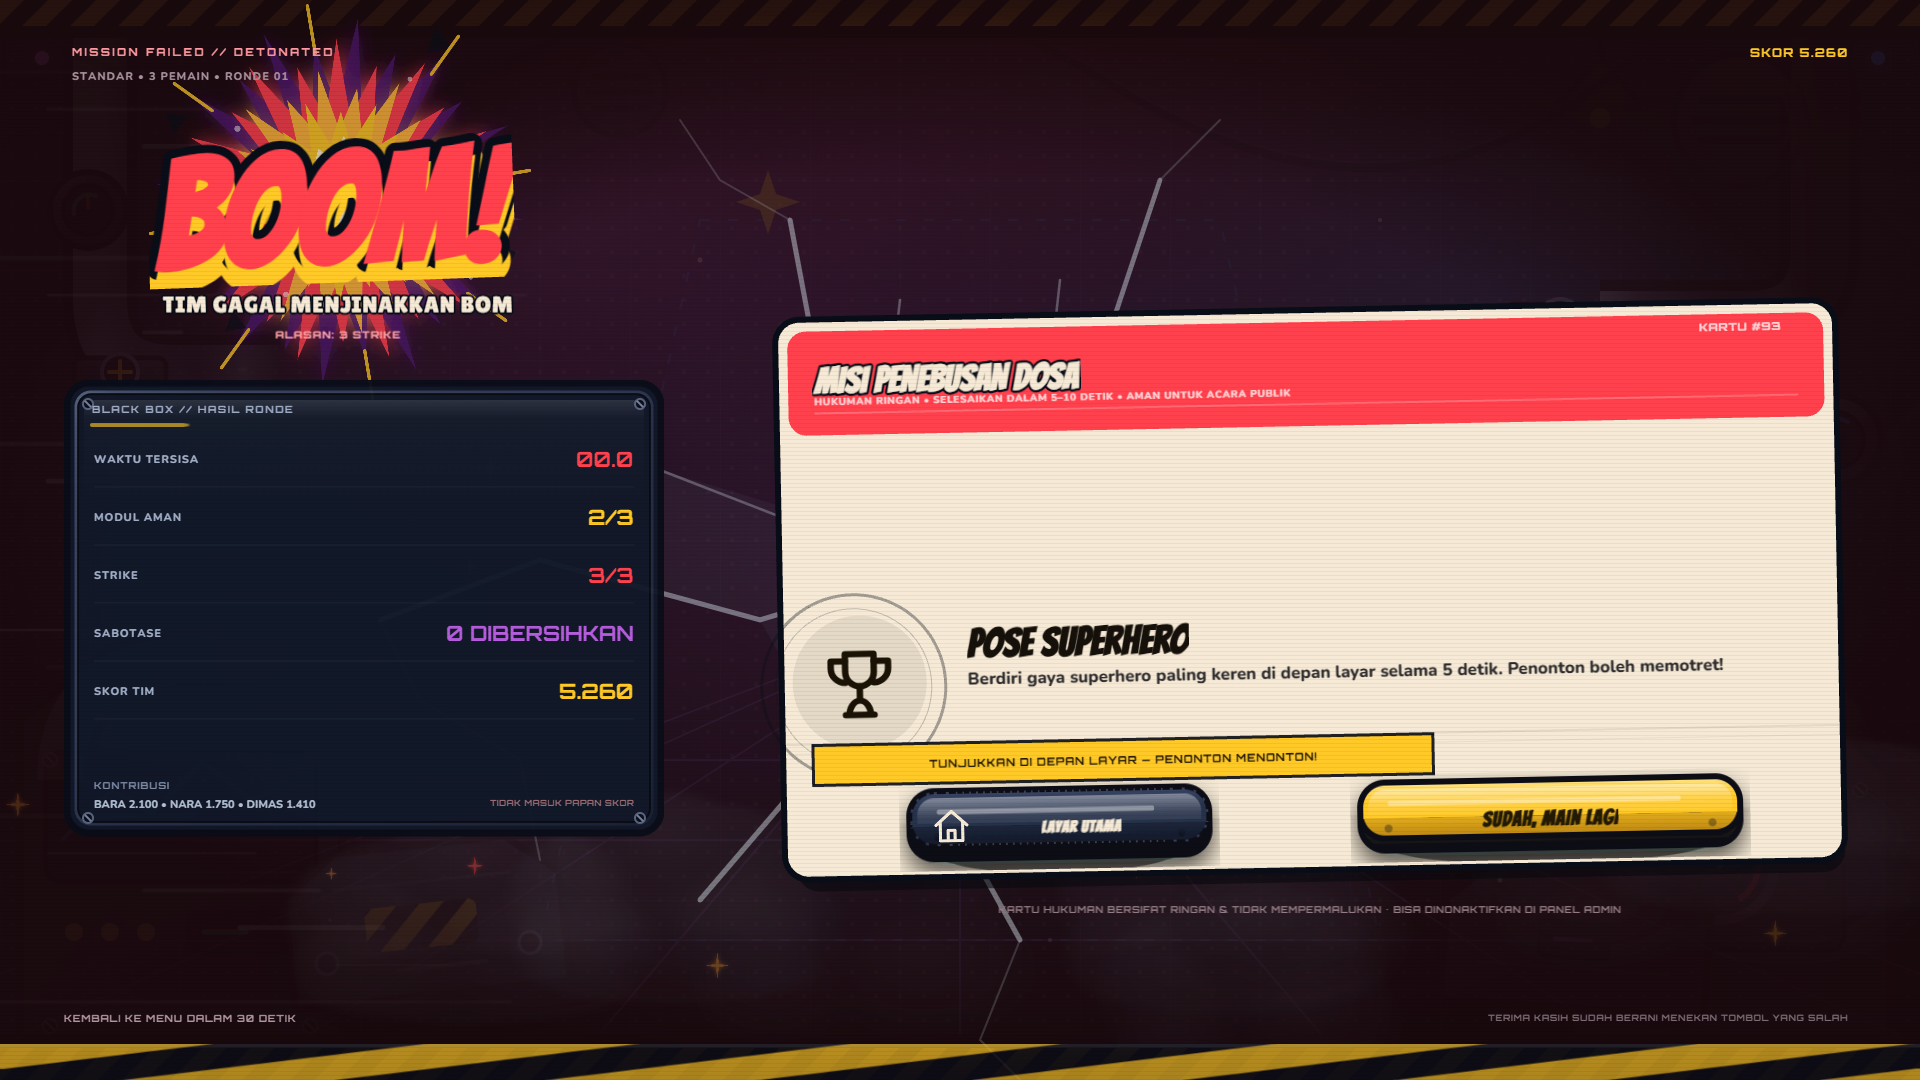 MISSION FAILED // DETONATED
STANDAR • 3 PEMAIN • RONDE 01
SKOR 5.260
BOOM!
TIM GAGAL MENJINAKKAN BOM
ALASAN: 3 STRIKE
BLACK BOX // HASIL RONDE
WAKTU TERSISA 00.0
MODUL AMAN 2/3
STRIKE 3/3
SABOTASE 0 DIBERSIHKAN
SKOR TIM 5.260
KONTRIBUSI
BARA 2.100 • NARA 1.750 • DIMAS 1.410
TIDAK MASUK PAPAN SKOR
KARTU #93
MISI PENEBUSAN DOSA
HUKUMAN RINGAN • SELESAIKAN DALAM 5–10 DETIK • AMAN UNTUK ACARA PUBLIK
POSE SUPERHERO
Berdiri gaya superhero paling keren di depan layar selama 5 detik. Penonton boleh memotret!
TUNJUKKAN DI DEPAN LAYAR – PENONTON MENONTON!
LAYAR UTAMA
SUDAH, MAIN LAGI
KARTU HUKUMAN BERSIFAT RINGAN & TIDAK MEMPERMALUKAN · BISA DINONAKTIFKAN DI PANEL ADMIN
KEMBALI KE MENU DALAM 30 DETIK
TERIMA KASIH SUDAH BERANI MENEKAN TOMBOL YANG SALAH